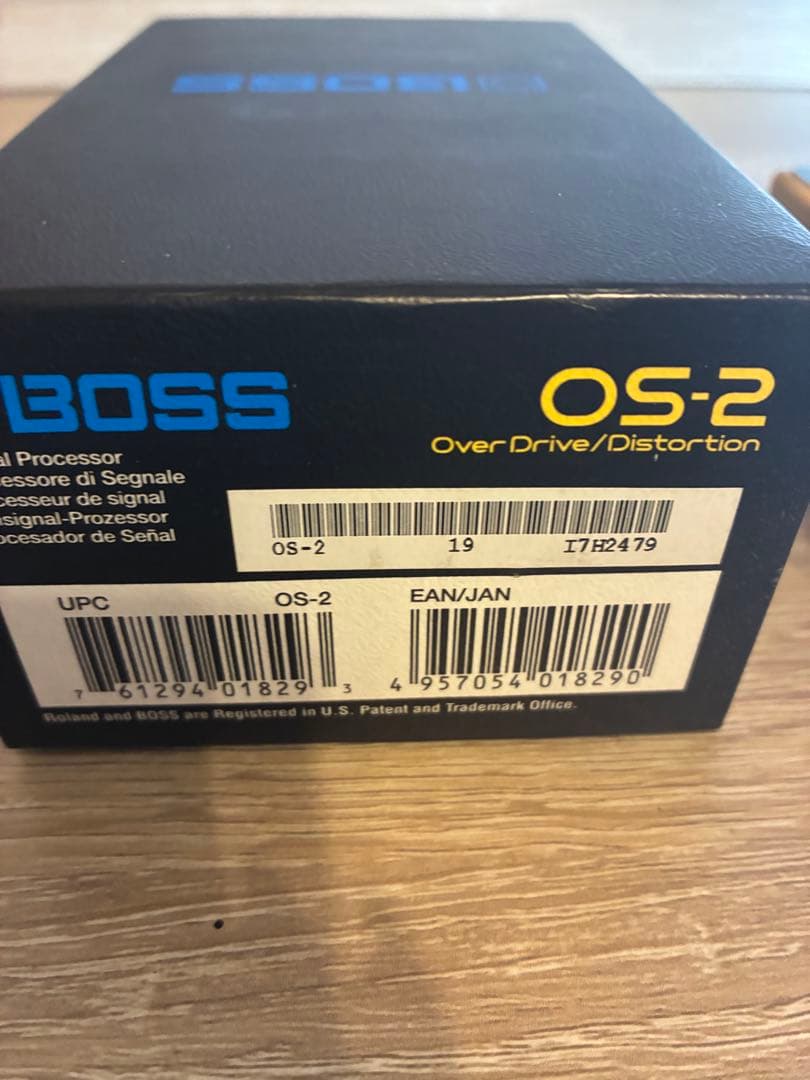 BOSS
OS-2
OverDrive/Distortion
al Processor
essore di Segnale
cesseur de signal
signal-Prozessor
ocesador de Señal
OS-2 19 I7H2479
UPC OS-2
7 61294 01829 3
EAN/JAN
4 957054 018290
Roland and BOSS are Registered in U.S. Patent and Trademark Office.